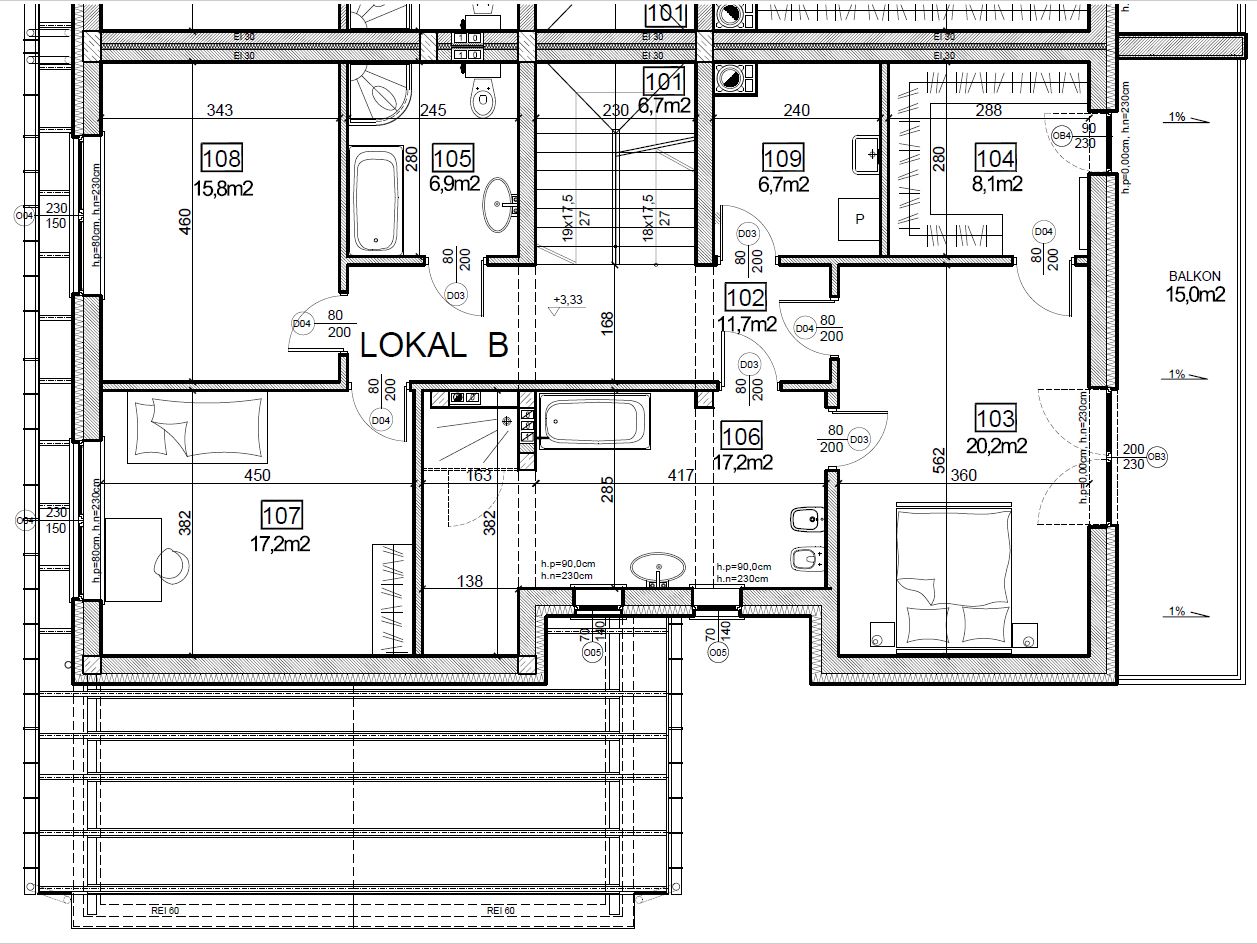 101
EI 30
EI 30
EI 30
1 0
EI 30
EI 30
EI 30
1 0
101
6,7m2
343
245
230
240
288
1%
90
230
OB4
h.p=0,00cm, h.n=230cm
108
15,8m2
105
6,9m2
280
109
6,7m2
104
8,1m2
280
460
h.p=80cm, h.n=230cm
O04
230
150
19x17,5
27
18x17,5
27
P
D03
80
200
D04
80
200
80
200
D03
BALKON
15,0m2
+3,33
102
11,7m2
168
D04
80
200
D04
80
200
LOKAL B
D03
80
200
1%
80
200
D04
103
20,2m2
106
17,2m2
80
200
D03
h.p=0,00cm, h.n=230cm
200
230
OB3
562
450
163
417
360
285
382
382
107
17,2m2
230
150
h.p=80cm, h.n=230cm
138
h.p=90,0cm
h.n=230cm
h.p=90,0cm
h.n=230cm
1%
70
140
O05
70
140
O05
REI 60
REI 60